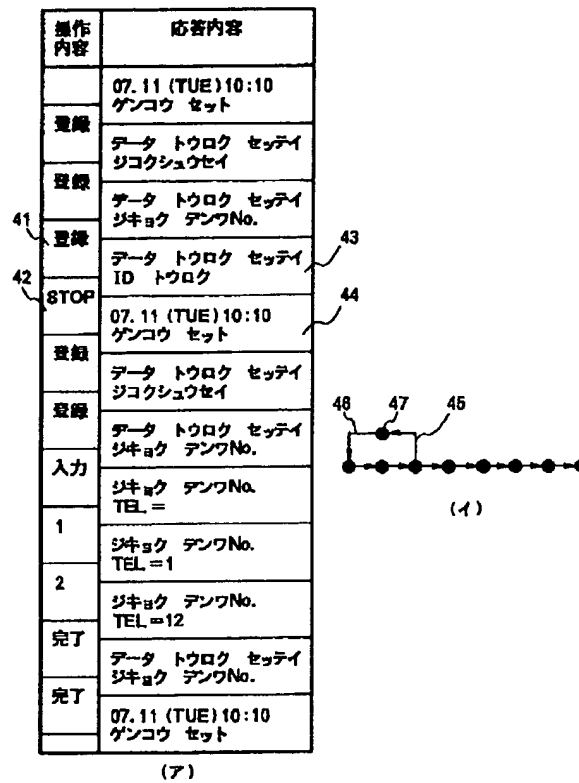 操作
内容
応答内容
07.11 (TUE)10:10
ゲンコウ セット
登録
データ トウロク セッテイ
ジコクシュウセイ
登録
データ トウロク セッテイ
ジキョク デンワNo.
41
登録
データ トウロク セッテイ
ID トウロク
43
42
STOP
07.11 (TUE)10:10
ゲンコウ セット
44
登録
データ トウロク セッテイ
ジコクシュウセイ
登録
データ トウロク セッテイ
ジキョク デンワNo.
入力
ジキョク デンワNo.
TEL=
1
ジキョク デンワNo.
TEL=1
2
ジキョク デンワNo.
TEL=12
完了
データ トウロク セッテイ
ジキョク デンワNo.
完了
07.11 (TUE)10:10
ゲンコウ セット
(ア)
46 47 45
(イ)